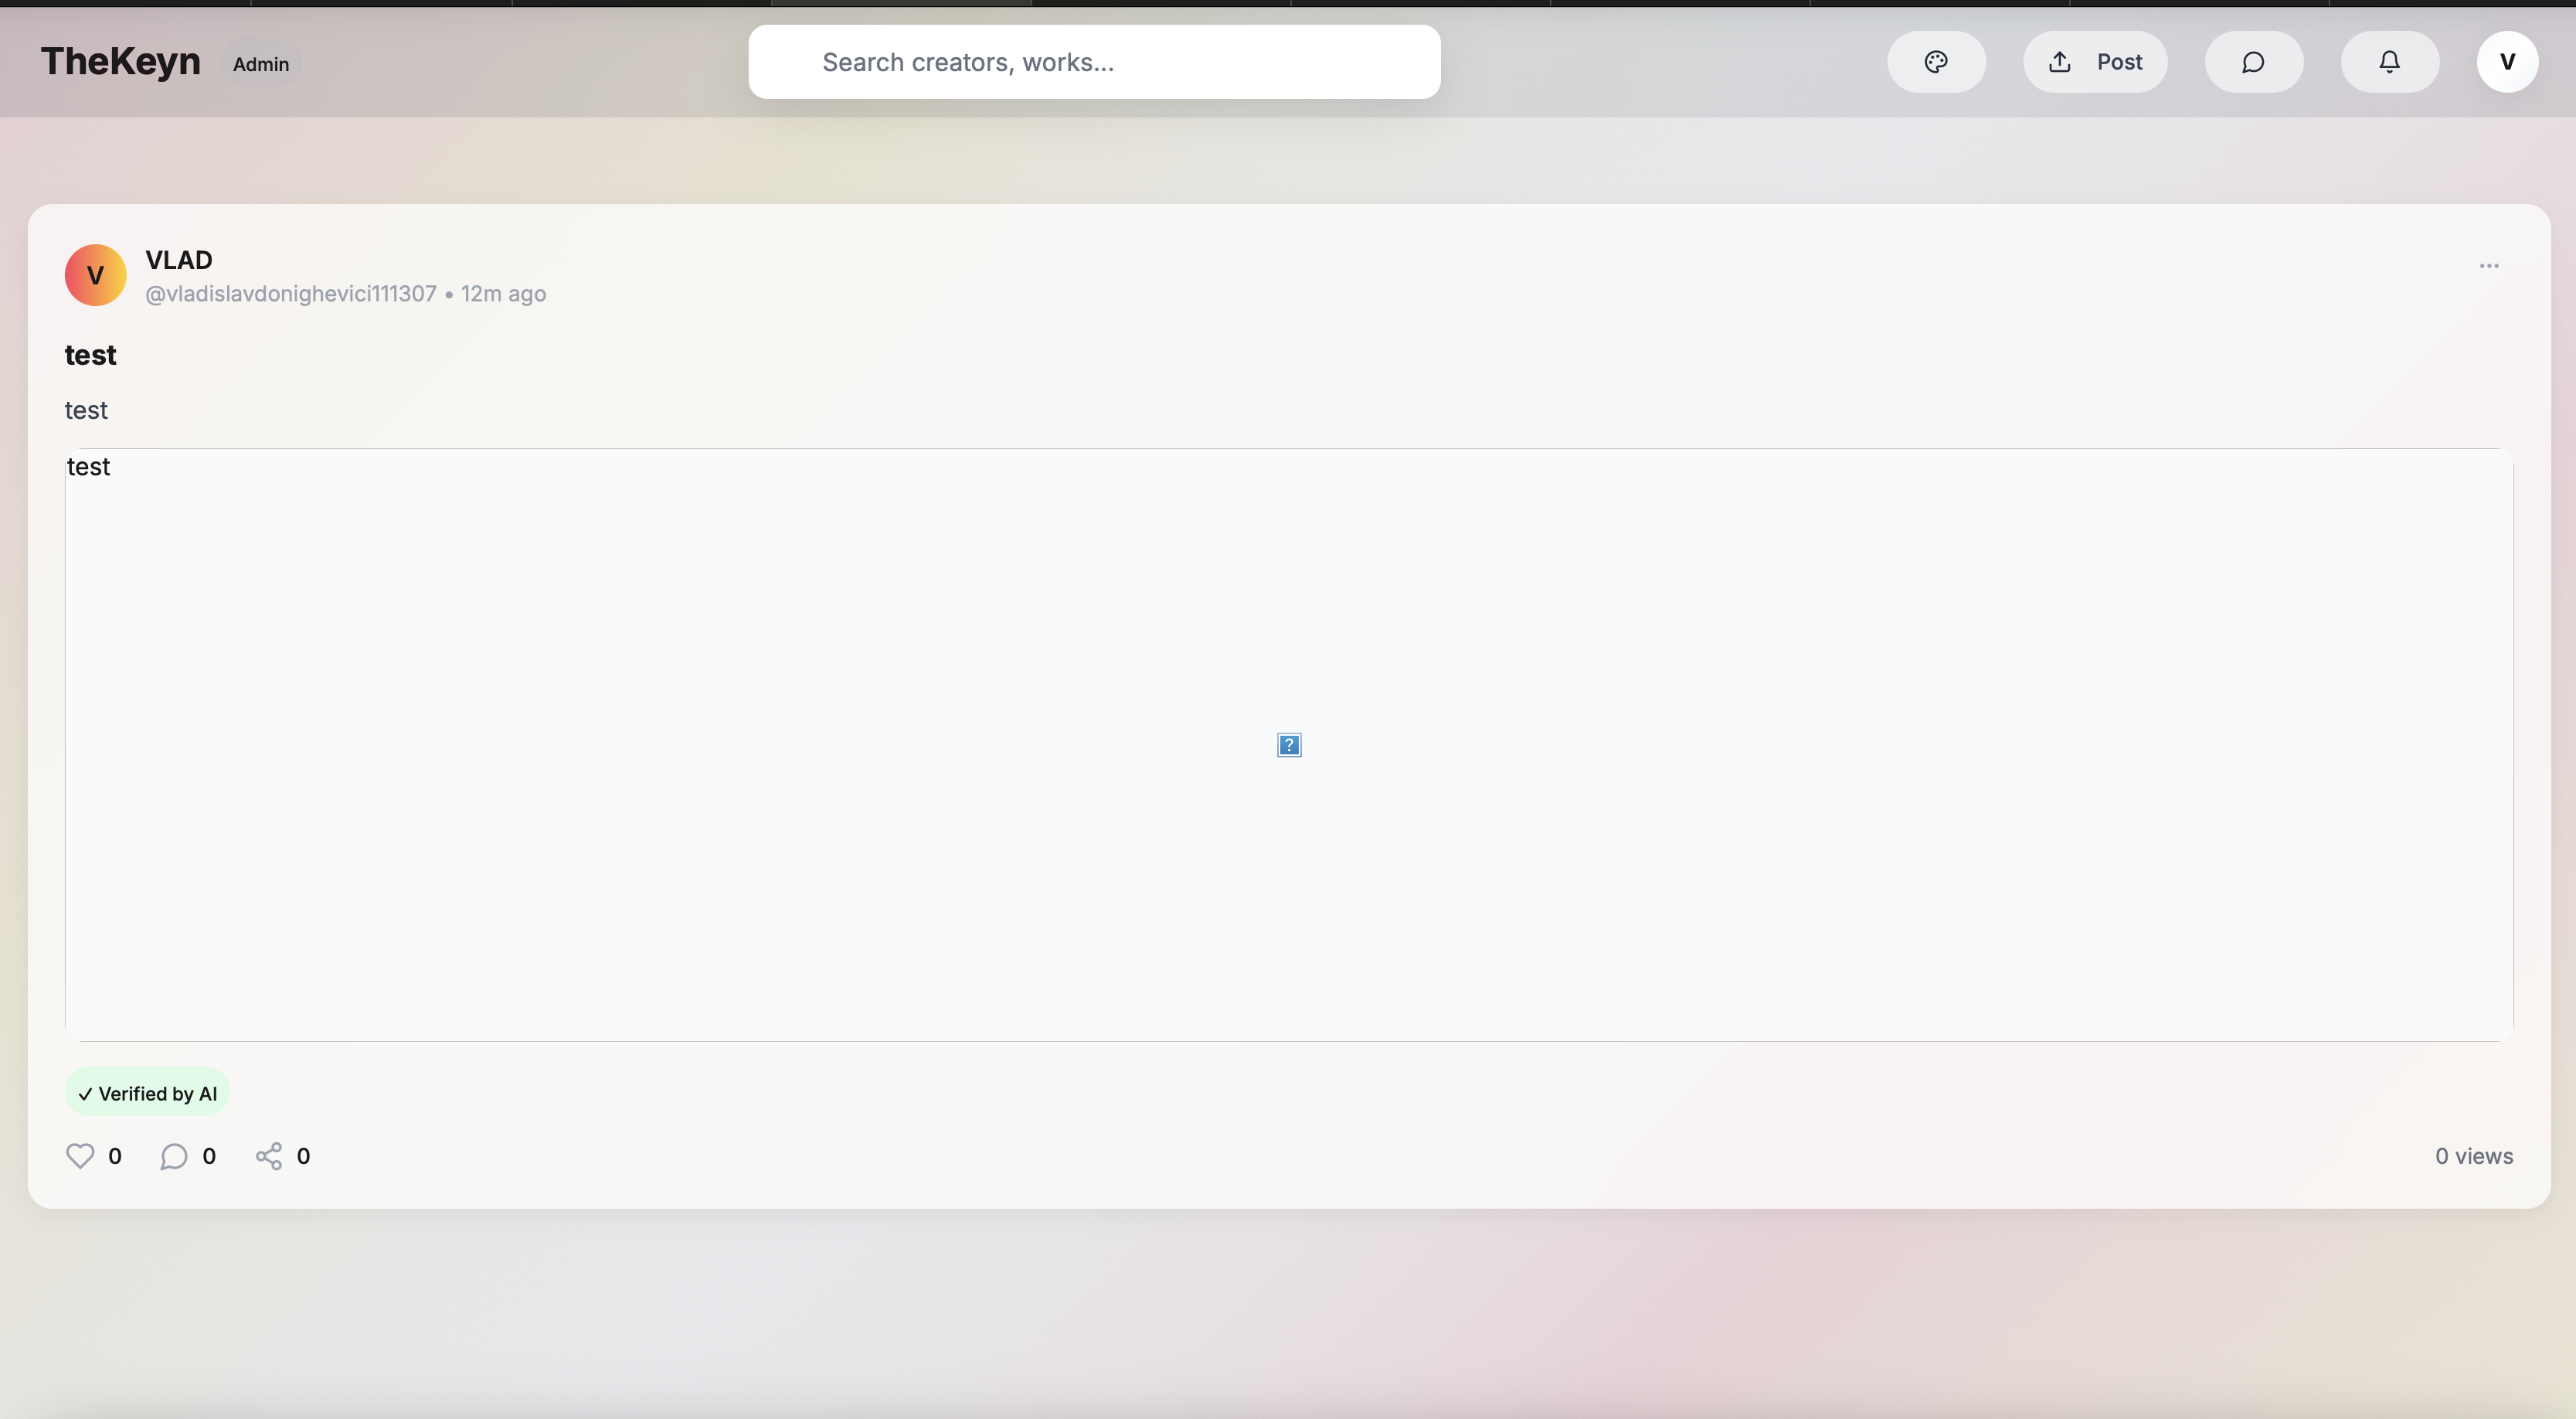 TheKeyn Admin Search creators, works... Post V
V VLAD
@vladislavdonighevici111307 • 12m ago
test
test
test
?
✓ Verified by AI
0 0 0 0 views